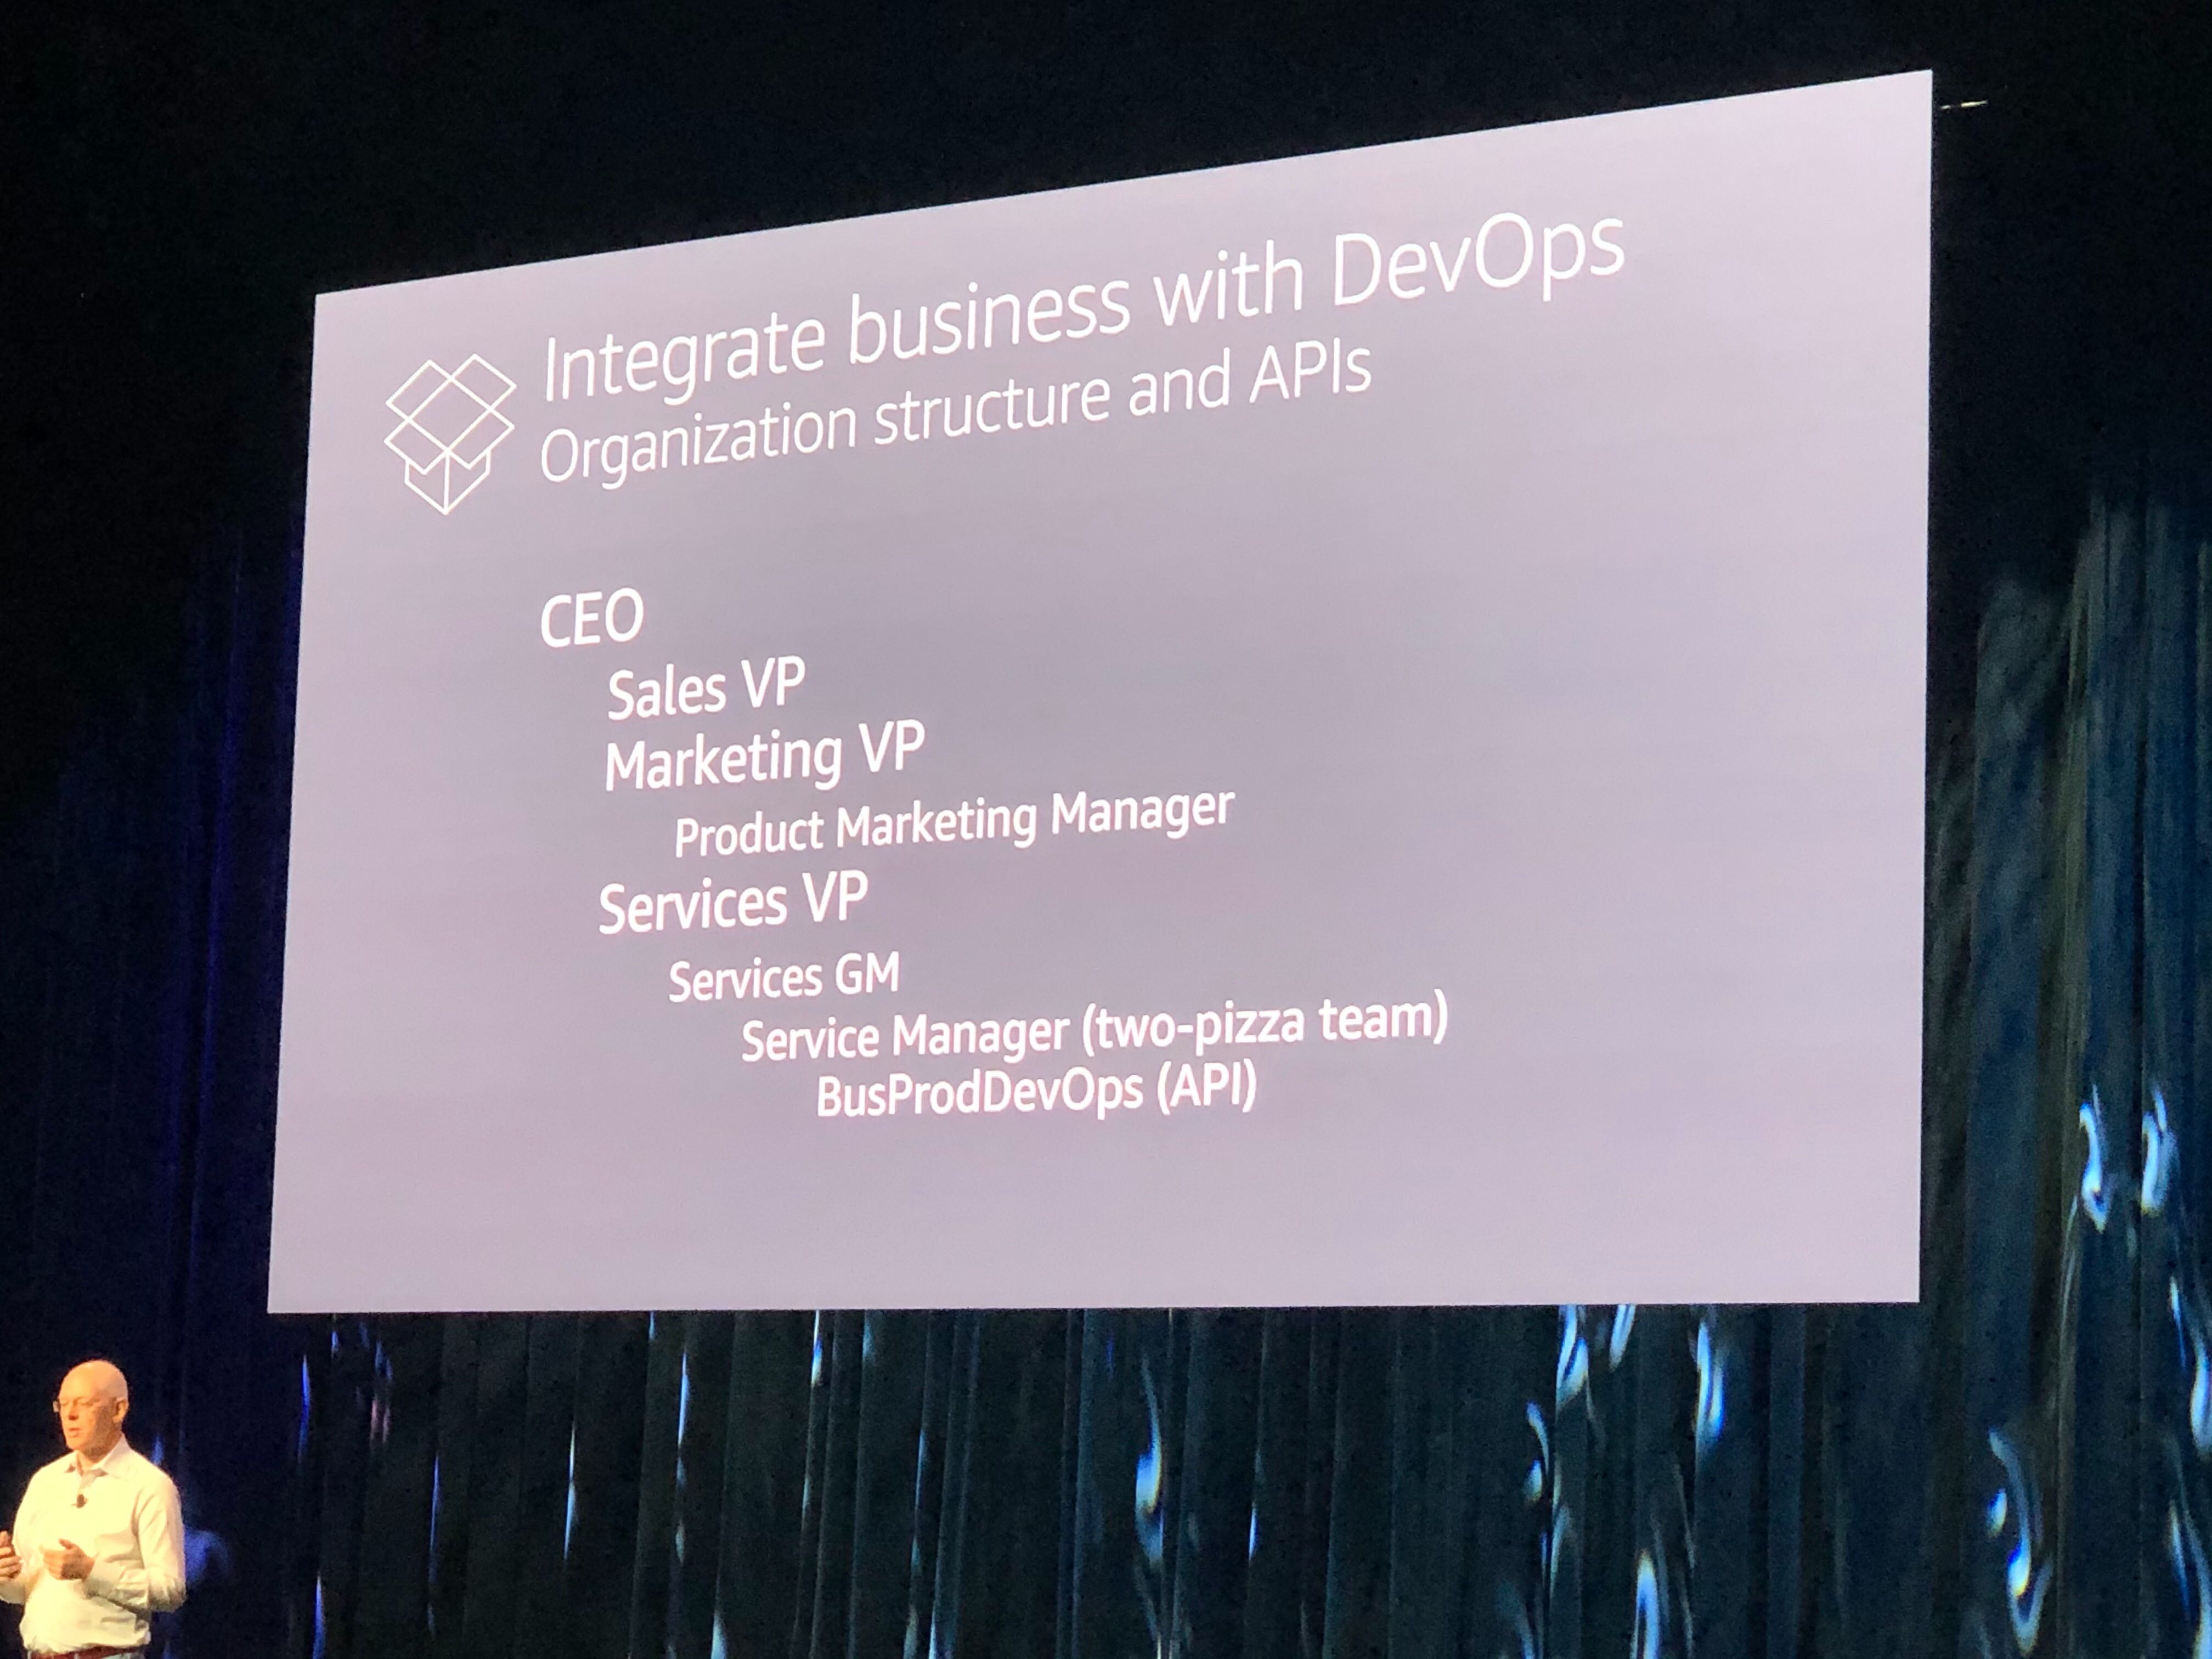 Integrate business with DevOps
Organization structure and APIs
CEO
Sales VP
Marketing VP
Product Marketing Manager
Services VP
Services GM
Service Manager (two-pizza team)
BusProdDevOps (API)